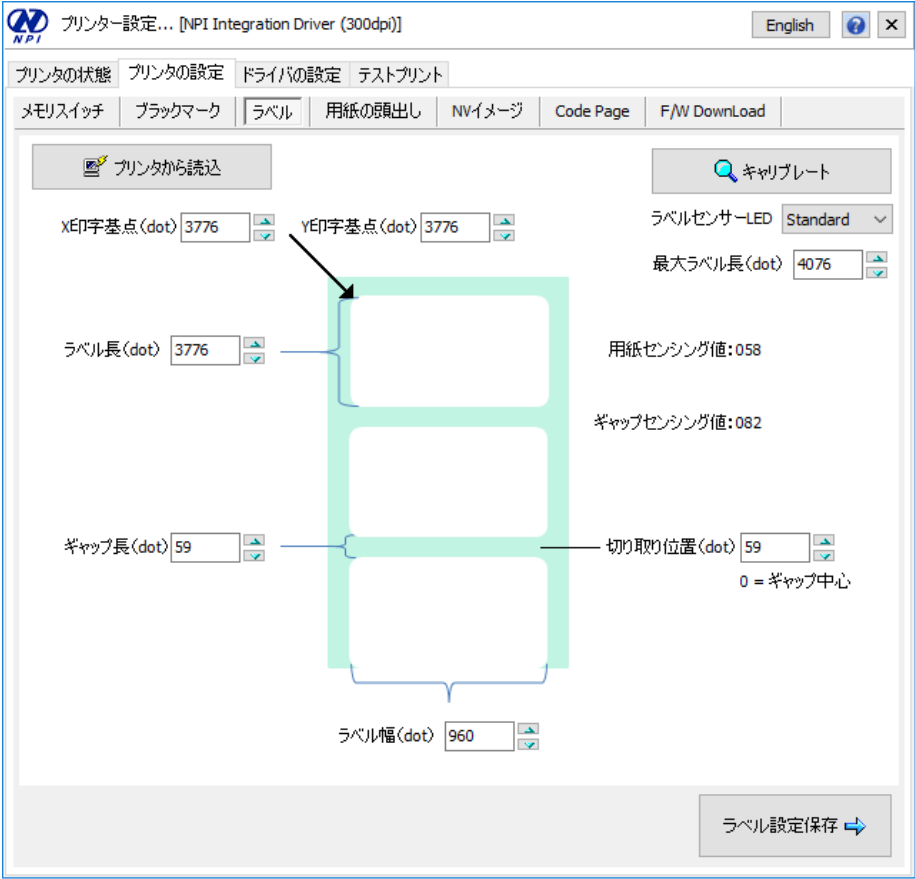 NPI プリンター設定... [NPI Integration Driver (300dpi)] English ? ×
プリンタの状態 プリンタの設定 ドライバの設定 テストプリント
メモリスイッチ ブラックマーク ラベル 用紙の頭出し NVイメージ Code Page F/W DownLoad
プリンタから読込 キャリブレート
X印字基点(dot) 3776 Y印字基点(dot) 3776 ラベルセンサーLED Standard
最大ラベル長(dot) 4076
ラベル長(dot) 3776 用紙センシング値:058
ギャップセンシング値:082
ギャップ長(dot) 59 切り取り位置(dot) 59
0 = ギャップ中心
ラベル幅(dot) 960
ラベル設定保存